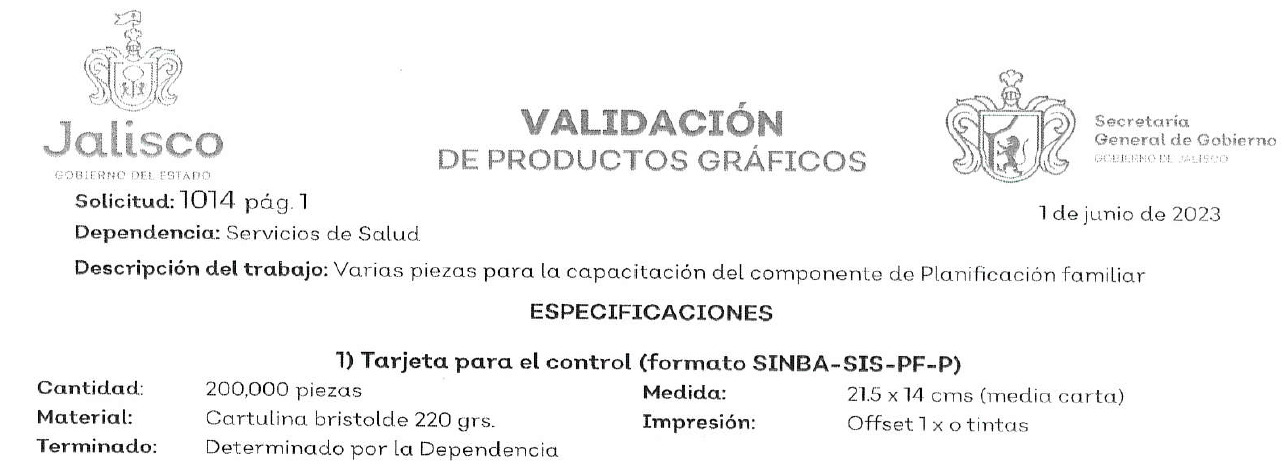 Jalisco
GOBIERNO DEL ESTADO
VALIDACIÓN
DE PRODUCTOS GRÁFICOS
Secretaría
General de Gobierno
GOBIERNO DE JALISCO
Solicitud: 1014 pág. 1
1 de junio de 2023
Dependencia: Servicios de Salud
Descripción del trabajo: Varias piezas para la capacitación del componente de Planificación familiar
ESPECIFICACIONES
1) Tarjeta para el control (formato SINBA-SIS-PF-P)
Cantidad: 200,000 piezas Medida: 21.5 x 14 cms (media carta)
Material: Cartulina bristolde 220 grs. Impresión: Offset 1 x o tintas
Terminado: Determinado por la Dependencia